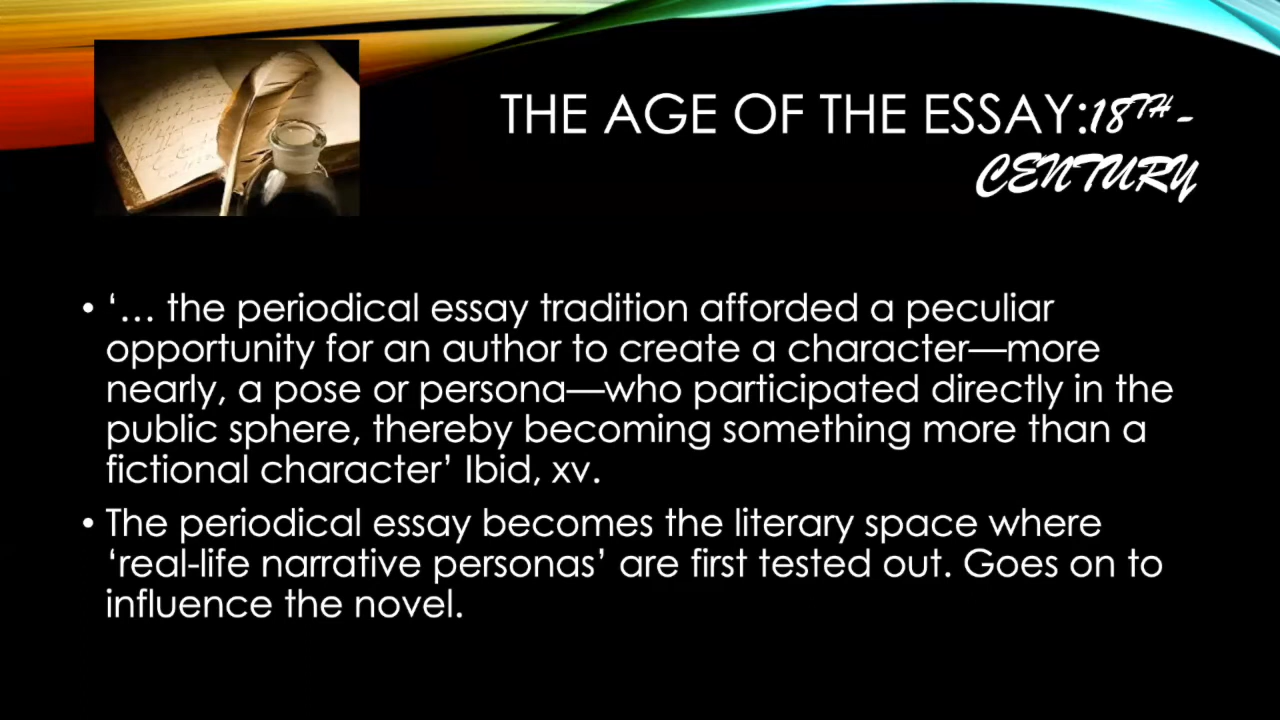 THE AGE OF THE ESSAY:18TH-
CENTURY
• ‘… the periodical essay tradition afforded a peculiar
opportunity for an author to create a character—more
nearly, a pose or persona—who participated directly in the
public sphere, thereby becoming something more than a
fictional character’ Ibid, xv.
• The periodical essay becomes the literary space where
‘real-life narrative personas’ are first tested out. Goes on to
influence the novel.